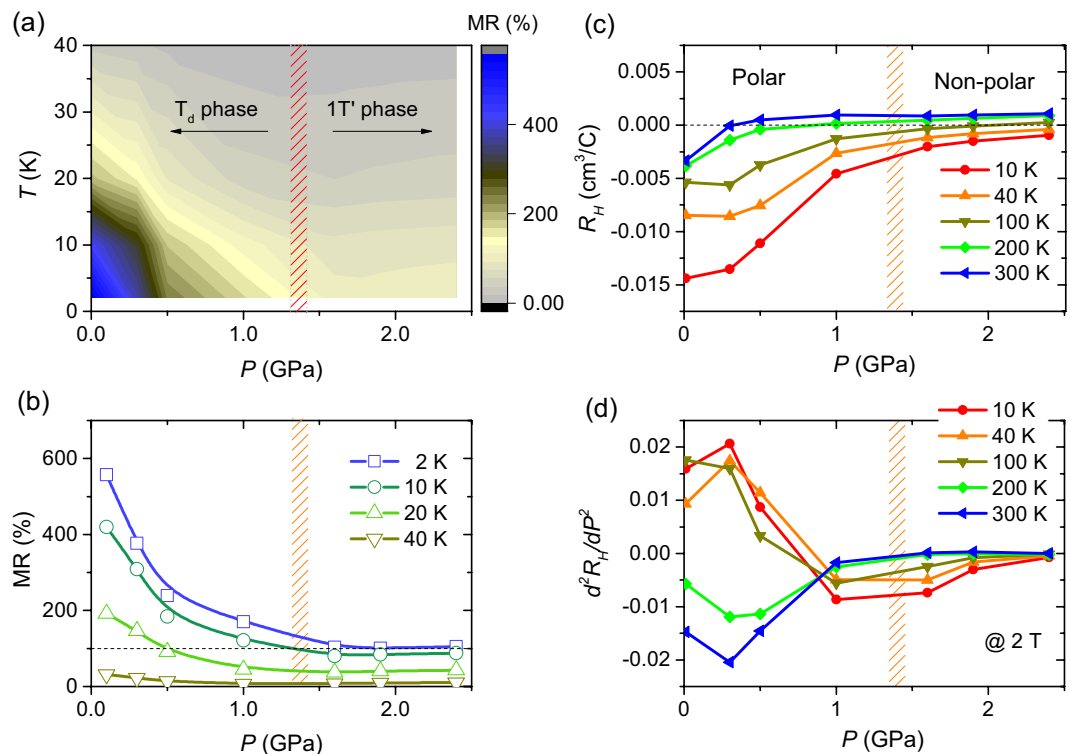 (a)
MR (%)
40
30
20
10
0
T (K)
T_d phase
1T' phase
400
200
0.00
0.0
1.0
2.0
P (GPa)
(b)
600
400
200
0
MR (%)
2 K
10 K
20 K
40 K
0.0
1.0
2.0
P (GPa)
(c)
0.005
0.000
-0.005
-0.010
-0.015
R_H (cm³/C)
Polar
Non-polar
10 K
40 K
100 K
200 K
300 K
0
1
2
P (GPa)
(d)
0.02
0.01
0.00
-0.01
-0.02
d²R_H/dP²
10 K
40 K
100 K
200 K
300 K
@ 2 T
0
1
2
P (GPa)